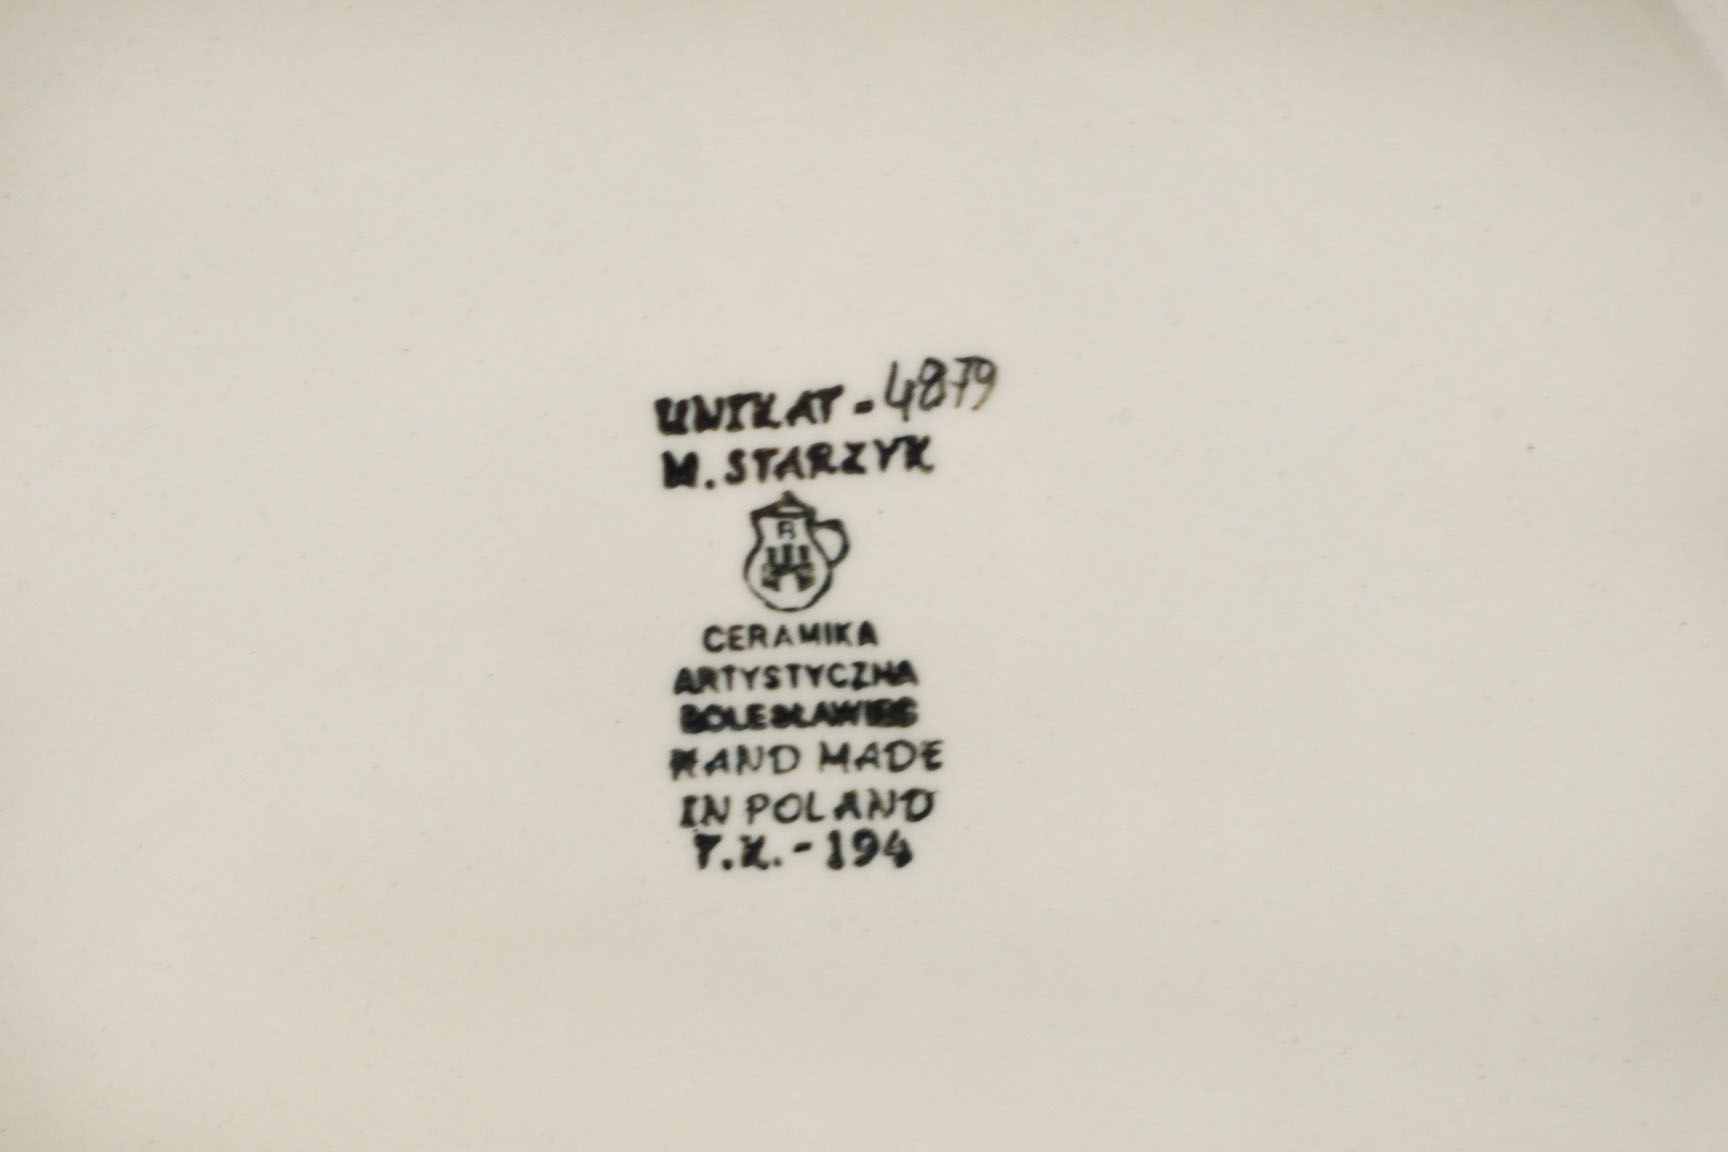 UNIKAT - 4879
M. STARZYK
B
CERAMIKA
ARTYSTYCZNA
BOLESŁAWIEC
HAND MADE
IN POLAND
T.K. - 194